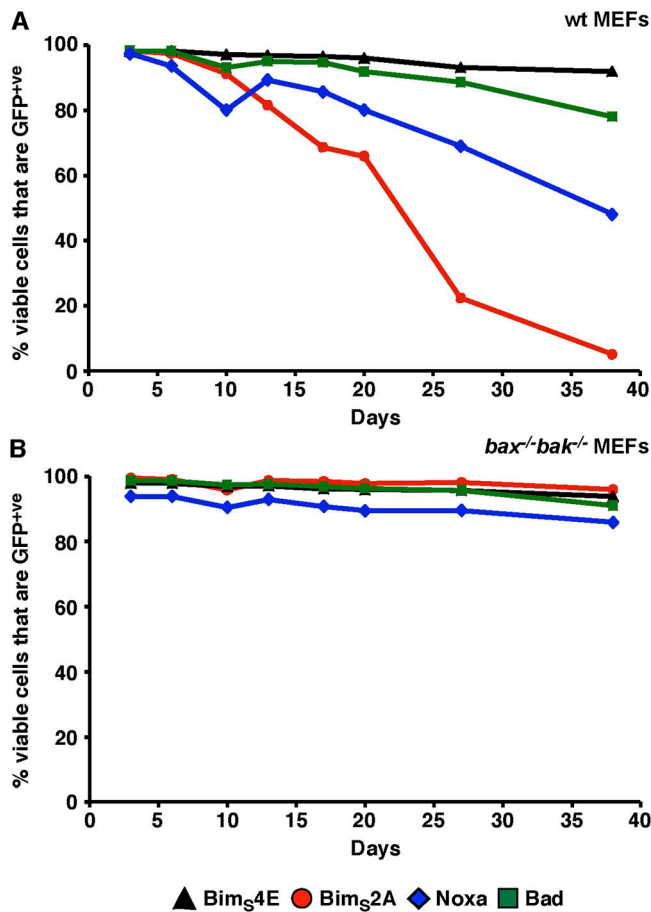 A
wt MEFs
100
80
60
40
20
0
% viable cells that are GFP+ve
0 5 10 15 20 25 30 35 40
Days
B
bax-/-bak-/- MEFs
100
80
60
40
20
0
% viable cells that are GFP+ve
0 5 10 15 20 25 30 35 40
Days
BimS4E BimS2A Noxa Bad